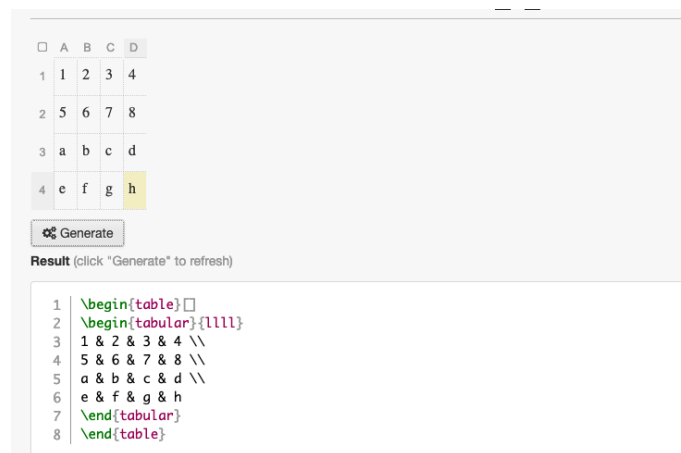 A B C D
1 1 2 3 4
2 5 6 7 8
3 a b c d
4 e f g h
Generate
Result (click "Generate" to refresh)
1 \begin{table}[]
2 \begin{tabular}{llll}
3 1 & 2 & 3 & 4 \\
4 5 & 6 & 7 & 8 \\
5 a & b & c & d \\
6 e & f & g & h
7 \end{tabular}
8 \end{table}